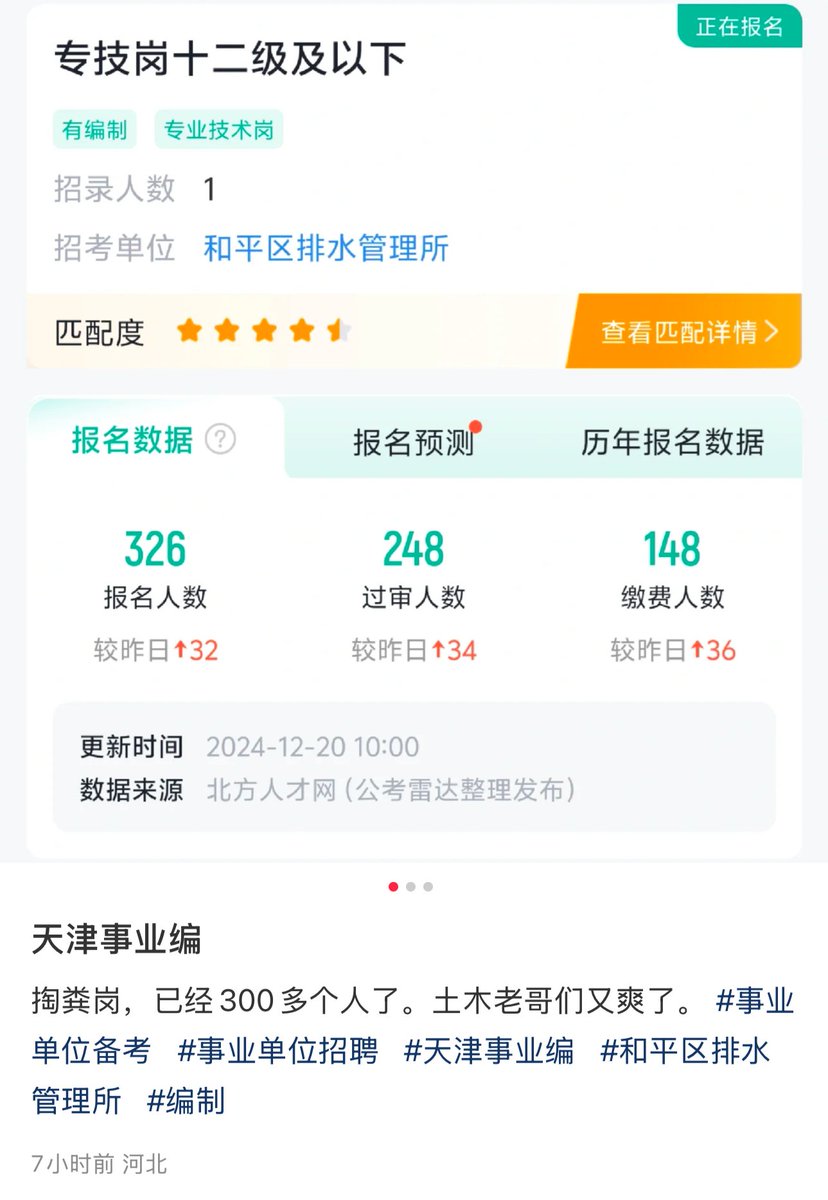 正在报名
专技岗十二级及以下
有编制 专业技术岗
招录人数 1
招考单位 和平区排水管理所
匹配度 查看匹配详情
报名数据 ? 报名预测 历年报名数据
326 248 148
报名人数 过审人数 缴费人数
较昨日↑32 较昨日↑34 较昨日↑36
更新时间 2024-12-20 10:00
数据来源 北方人才网(公考雷达整理发布)
天津事业编
掏粪岗，已经300多个人了。土木老哥们又爽了。 #事业
单位备考 #事业单位招聘 #天津事业编 #和平区排水
管理所 #编制
7小时前 河北